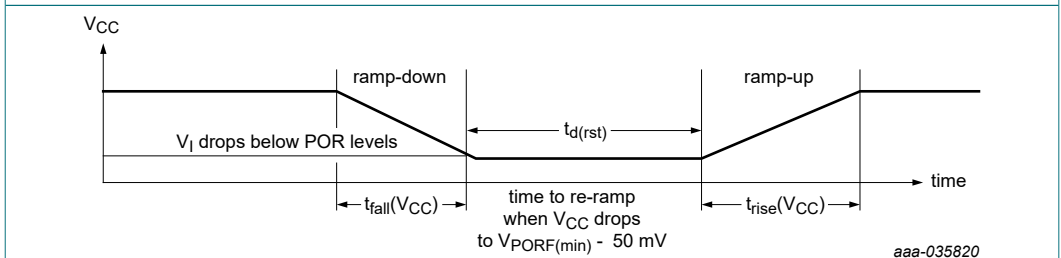 VCC
ramp-down
ramp-up
td(rst)
VI drops below POR levels
time
tfall(VCC)
time to re-ramp
when VCC drops
to VPORF(min) - 50 mV
trise(VCC)
aaa-035820